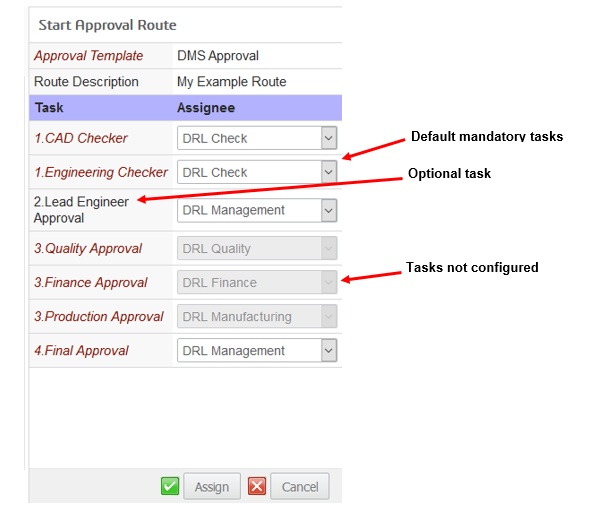 Start Approval Route
Approval Template DMS Approval
Route Description My Example Route
Task Assignee
1.CAD Checker DRL Check
Default mandatory tasks
1.Engineering Checker DRL Check
Optional task
2.Lead Engineer
Approval DRL Management
3.Quality Approval DRL Quality
Tasks not configured
3.Finance Approval DRL Finance
3.Production Approval DRL Manufacturing
4.Final Approval DRL Management
Assign Cancel